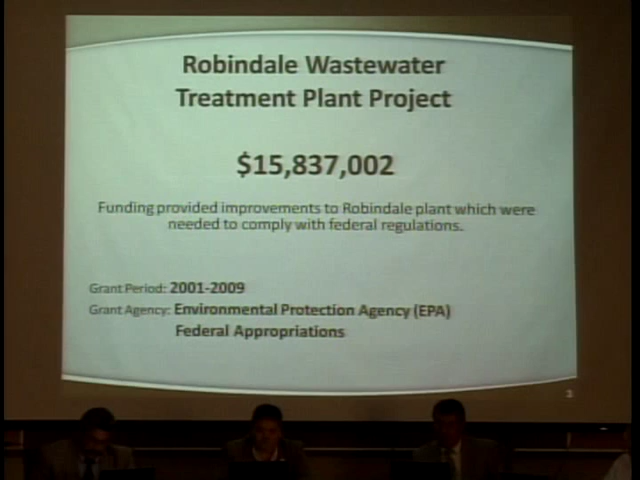 Robindale Wastewater
Treatment Plant Project
$15,837,002
Funding provided improvements to Robindale plant which were
needed to comply with federal regulations.
Grant Period: 2001-2009
Grant Agency: Environmental Protection Agency (EPA)
Federal Appropriations